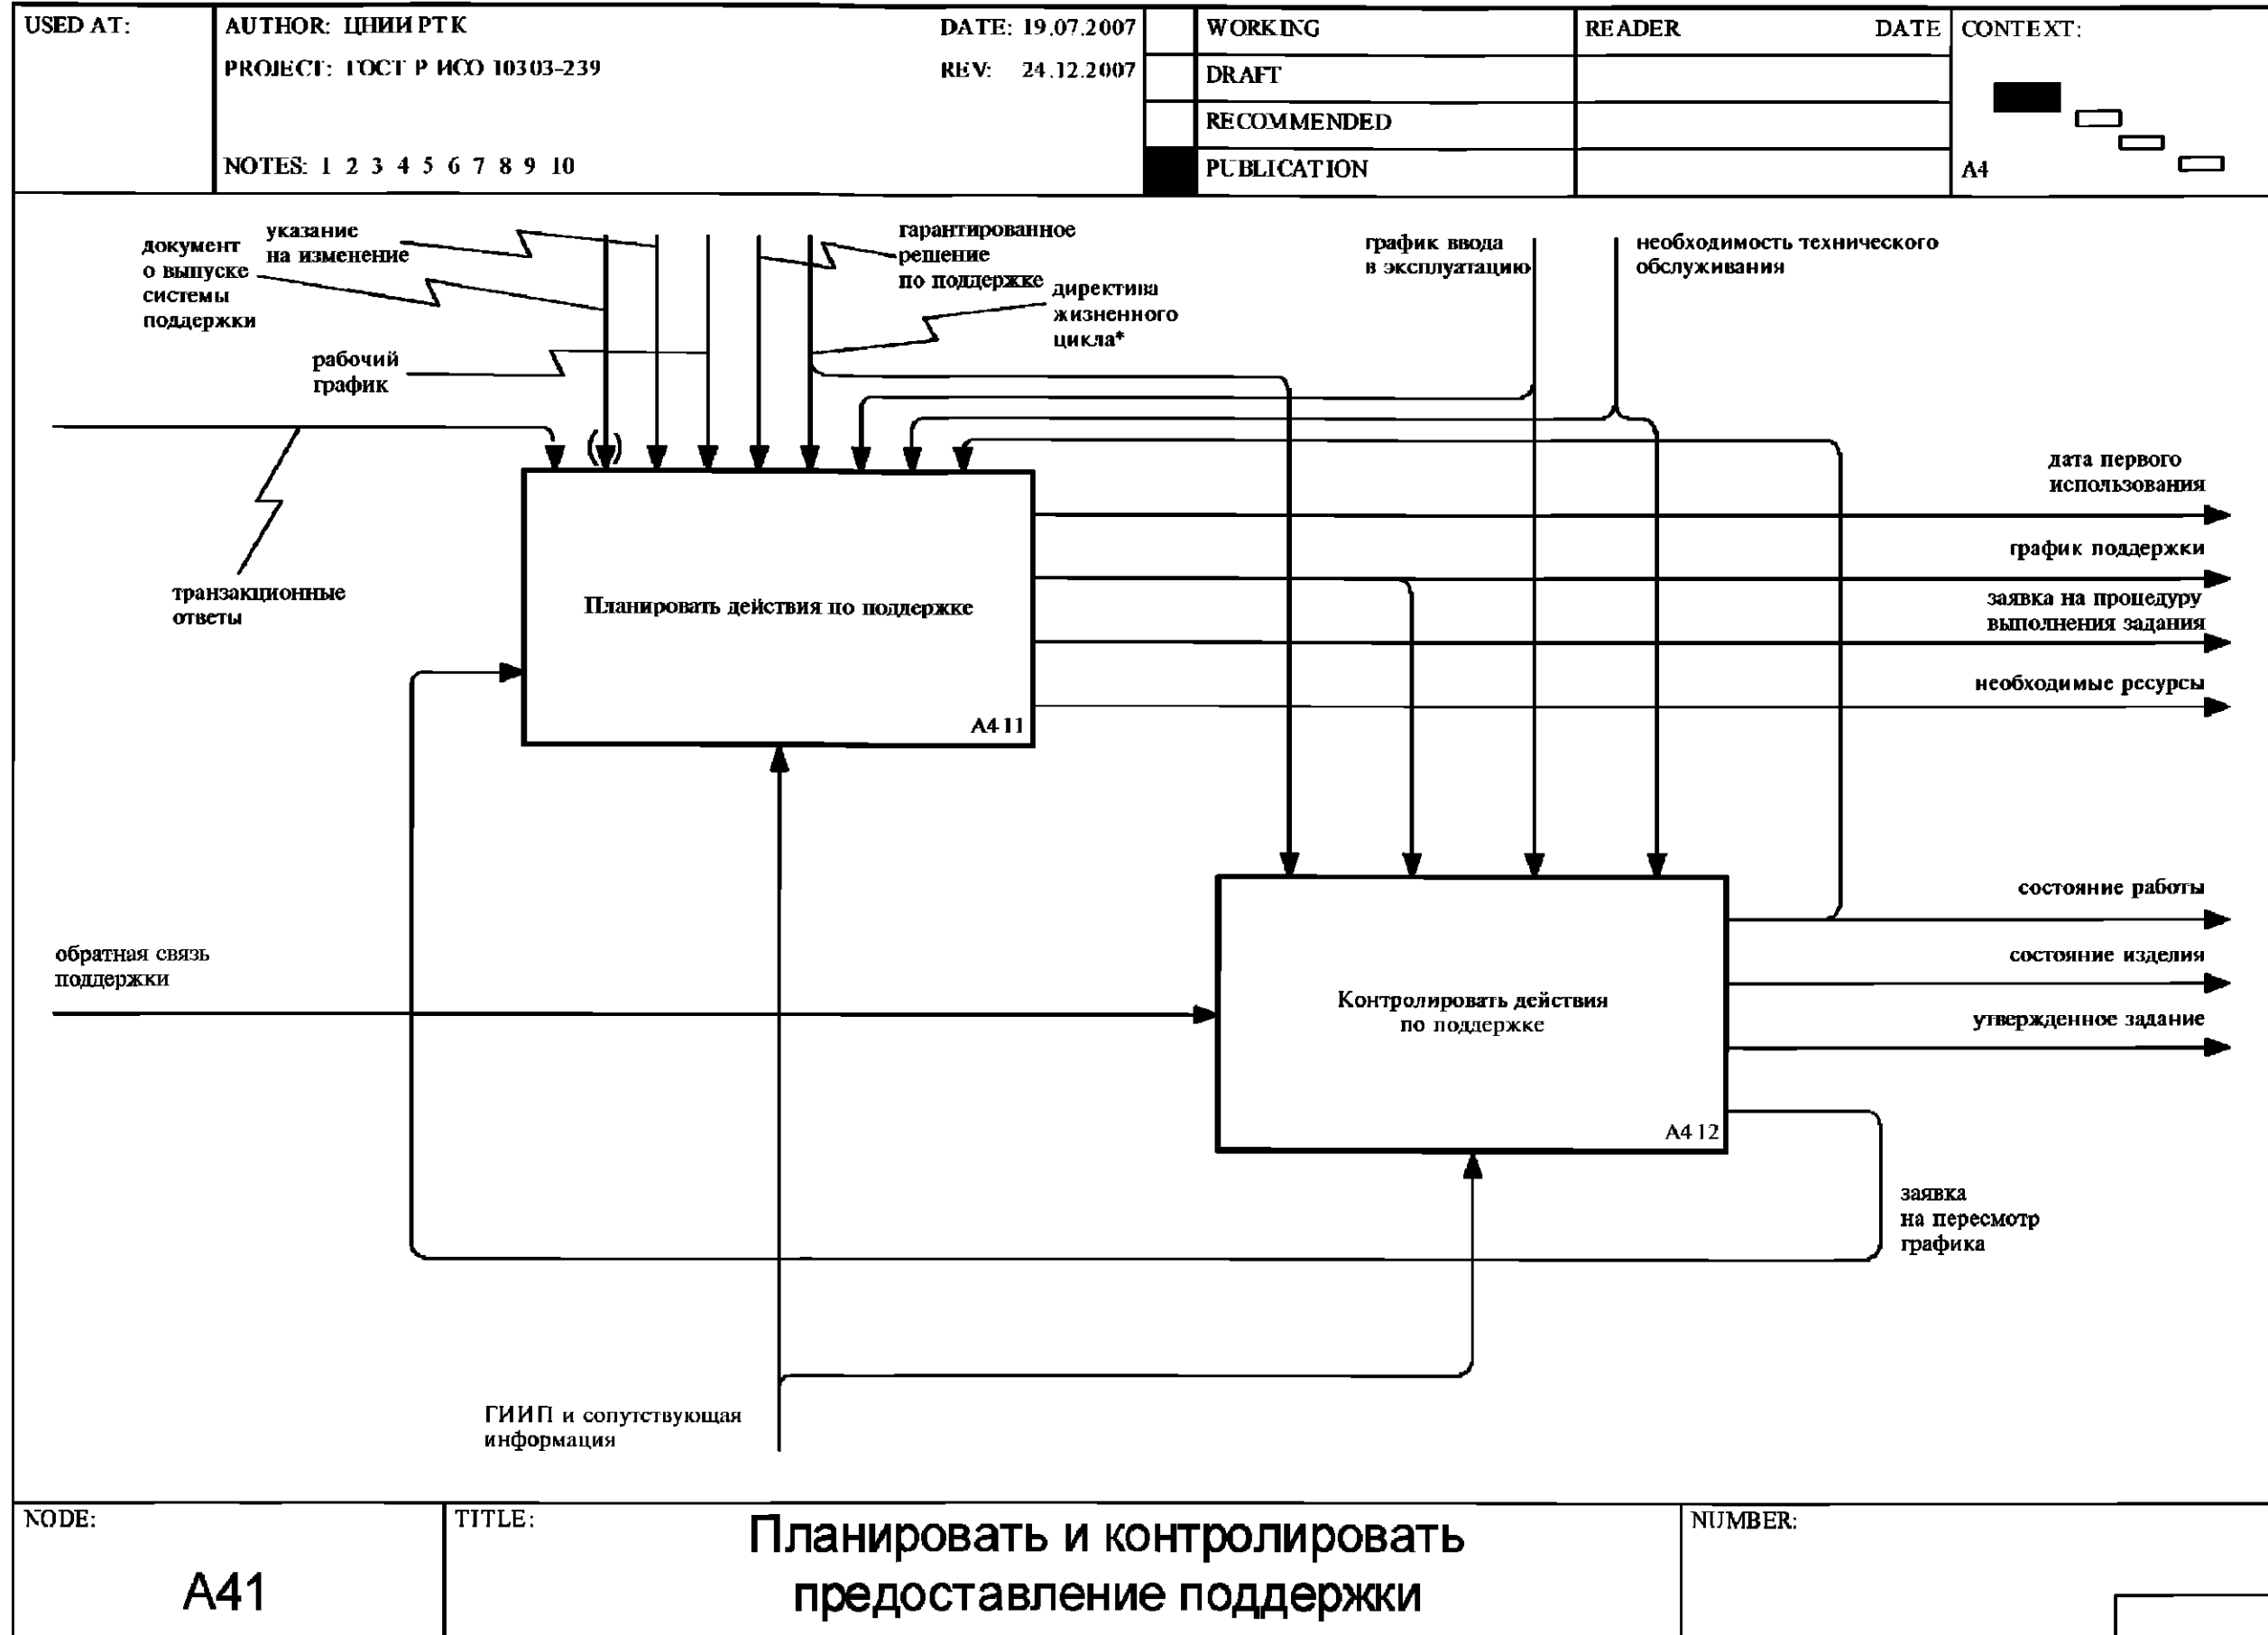 USED AT:
AUTHOR: ЦНИИ РТК
DATE: 19.07.2007
PROJECT: ГОСТ Р ИСО 10303-239
REV: 24.12.2007
NOTES: 1 2 3 4 5 6 7 8 9 10
WORKING
DRAFT
RECOMMENDED
PUBLICATION
READER DATE
CONTEXT:
A4
документ
о выпуске
системы
поддержки
указание
на изменение
рабочий
график
гарантированное
решение
по поддержке
директива
жизненного
цикла*
график ввода
в эксплуатацию
необходимость технического
обслуживания
транзакционные
ответы
дата первого
использования
график поддержки
заявка на процедуру
выполнения задания
необходимые ресурсы
Планировать действия по поддержке
A411
состояние работы
состояние изделия
утвержденное задание
обратная связь
поддержки
Контролировать действия
по поддержке
A412
заявка
на пересмотр
графика
ГИИП и сопутствующая
информация
NODE:
A41
TITLE:
Планировать и контролировать
предоставление поддержки
NUMBER: